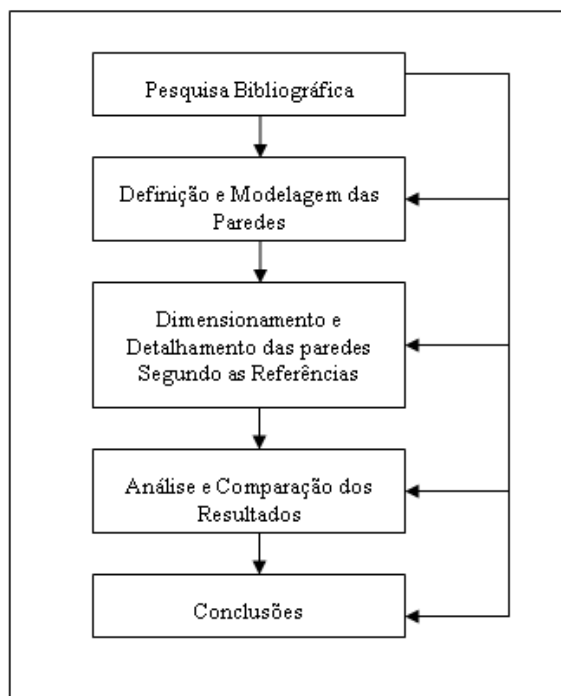 Pesquisa Bibliográfica
Definição e Modelagem das
Paredes
Dimensionamento e
Detalhamento das paredes
Segundo as Referências
Análise e Comparação dos
Resultados
Conclusões